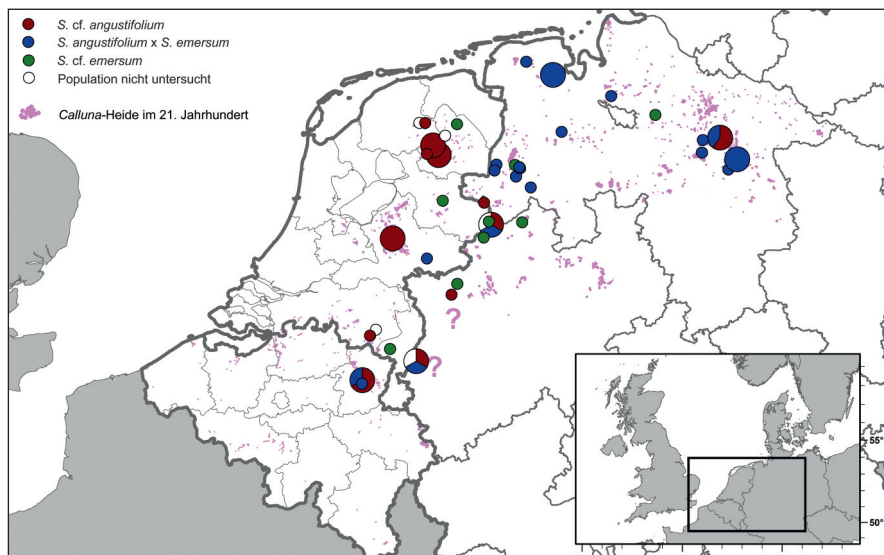 S. cf. angustifolium
S. angustifolium x S. emersum
S. cf. emersum
Population nicht untersucht
Calluna-Heide im 21. Jahrhundert
?
?
55°
50°